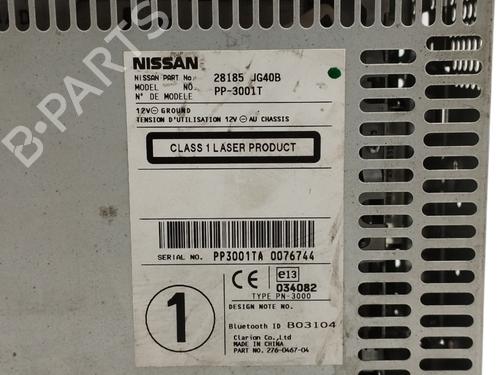 B-PARTS
NISSAN
NISSAN PART No. 28185 JG40B
MODEL NO. PP-3001T
N° DE MODELE
12V⊖ GROUND
TENSION D'UTILISATION 12V ⊖ AU CHASSIS
CLASS 1 LASER PRODUCT
SERIAL NO. PP3001TA 0076744
1
CE e13
034082
TYPE PN-3000
DESIGN NOTE NO.
Bluetooth ID B03104
Clarion Co.,Ltd
MADE IN CHINA
PART NO. 276-0467-04